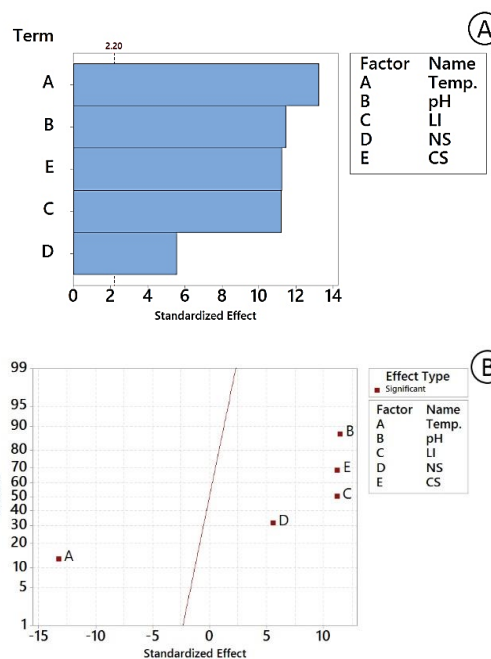 A
Term
2.20
A
B
E
C
D
0 2 4 6 8 10 12 14
Standardized Effect
Factor Name
A Temp.
B pH
C LI
D NS
E CS
B
99
95
90
80
70
60
50
40
30
20
10
5
1
B
E
C
D
A
-15 -10 -5 0 5 10
Standardized Effect
Effect Type
Significant
Factor Name
A Temp.
B pH
C LI
D NS
E CS